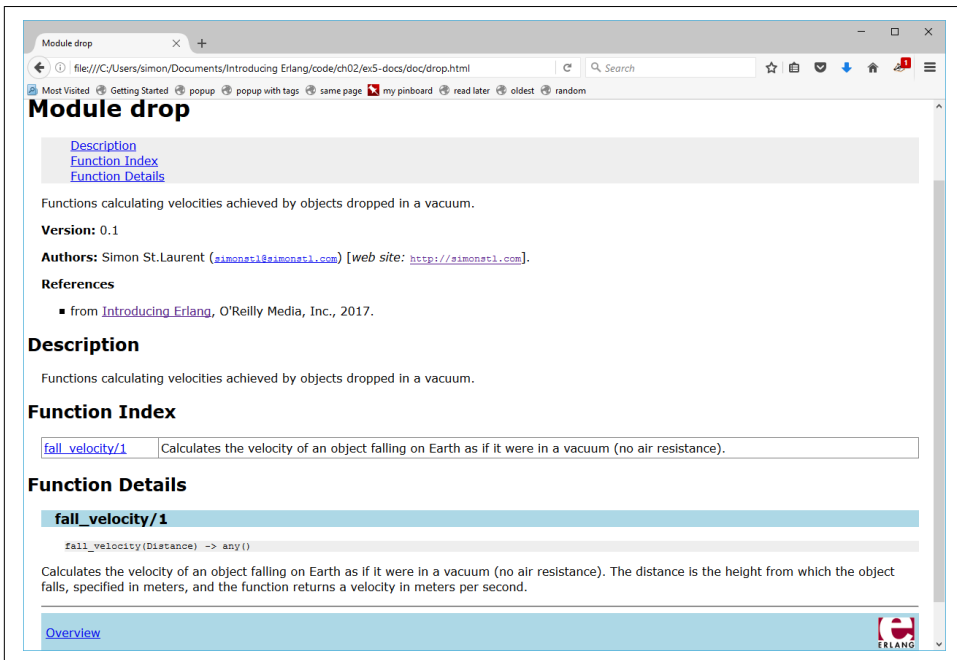 Module drop
file:///C:/Users/simon/Documents/Introducing Erlang/code/ch02/ex5-docs/doc/drop.html
Search
1
Most Visited Getting Started popup popup with tags same page my pinboard read later oldest random
Module drop
Description
Function Index
Function Details
Functions calculating velocities achieved by objects dropped in a vacuum.
Version: 0.1
Authors: Simon St.Laurent (simonstl@simonstl.com) [web site: http://simonstl.com].
References
from Introducing Erlang, O'Reilly Media, Inc., 2017.
Description
Functions calculating velocities achieved by objects dropped in a vacuum.
Function Index
fall_velocity/1 Calculates the velocity of an object falling on Earth as if it were in a vacuum (no air resistance).
Function Details
fall_velocity/1
fall_velocity(Distance) -> any()
Calculates the velocity of an object falling on Earth as if it were in a vacuum (no air resistance). The distance is the height from which the object
falls, specified in meters, and the function returns a velocity in meters per second.
Overview
ERLANG